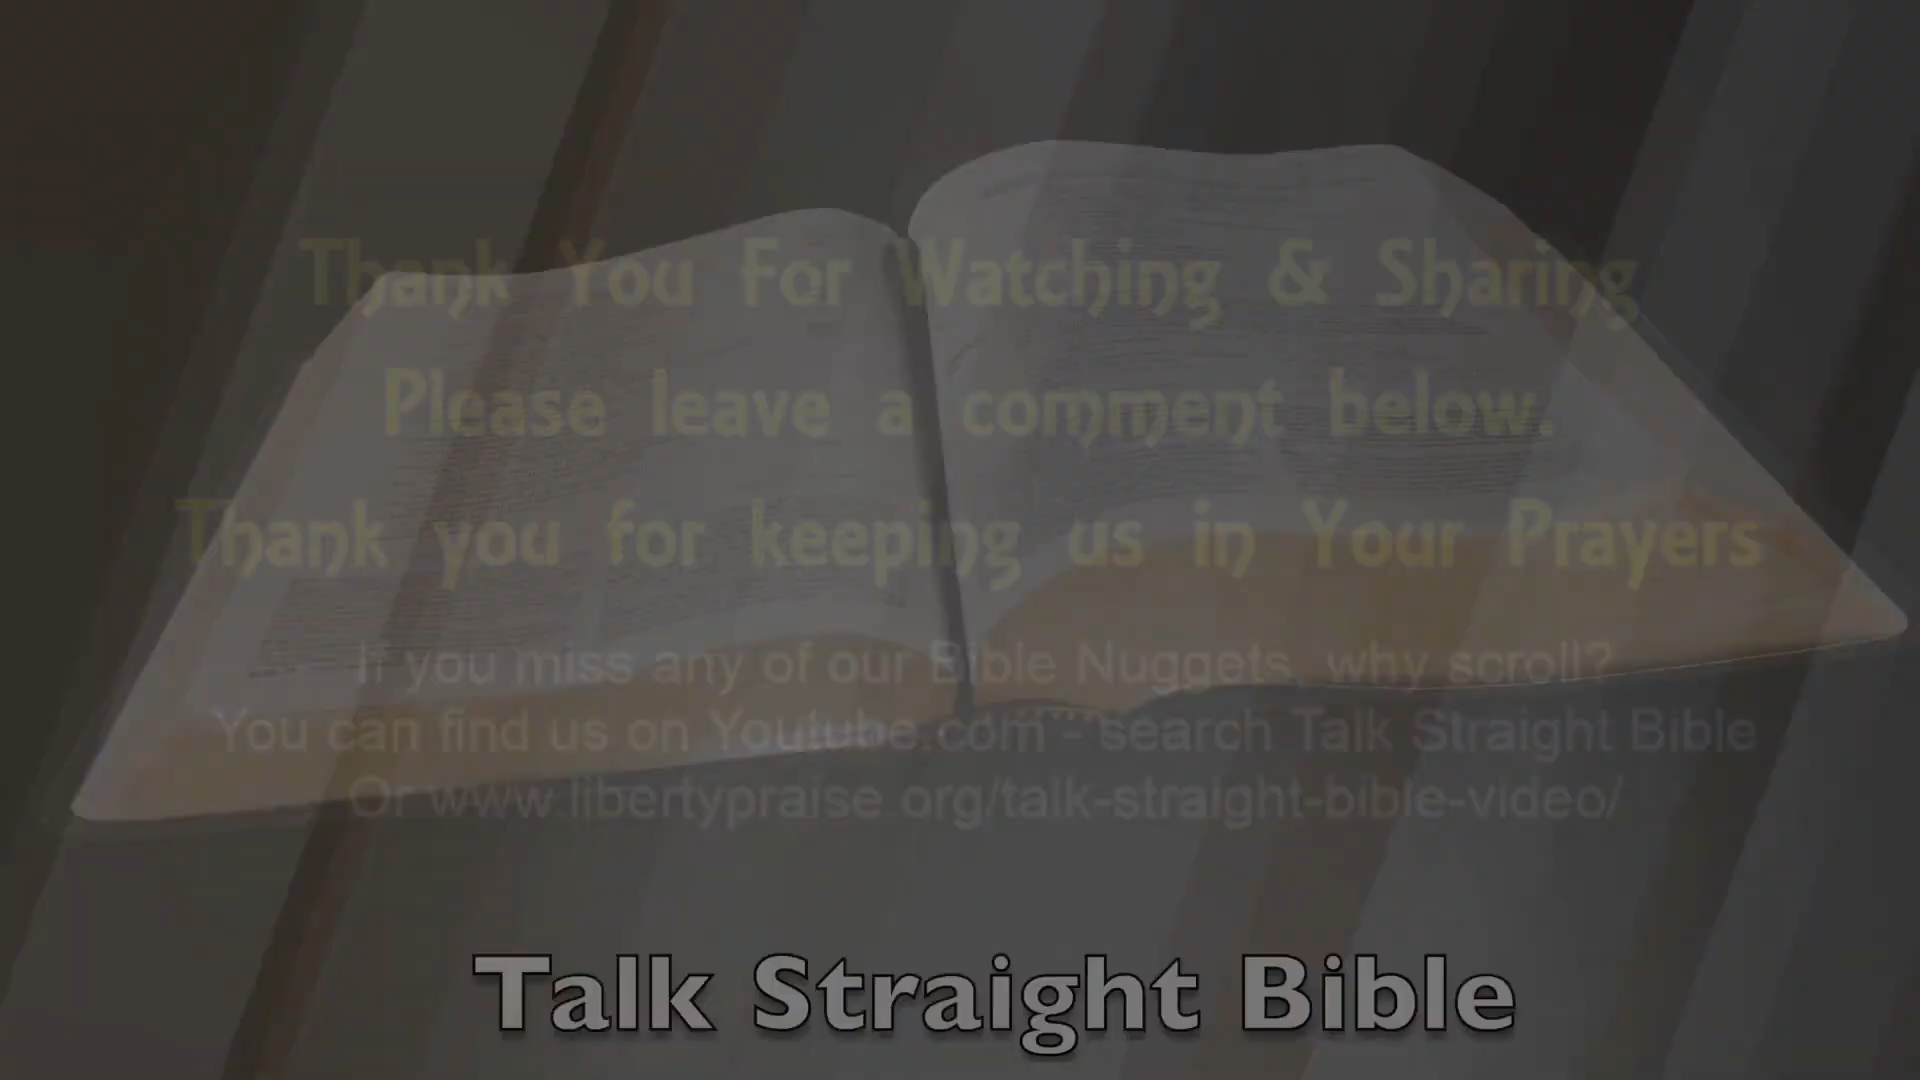 Thank You For Watching & Sharing
Please leave a comment below.
Thank you for keeping us in Your Prayers
If you miss any of our Bible Nuggets, why scroll?
You can find us on Youtube.com - search Talk Straight Bible
Or www.libertypraise.org/talk-straight-bible-video/
Talk Straight Bible